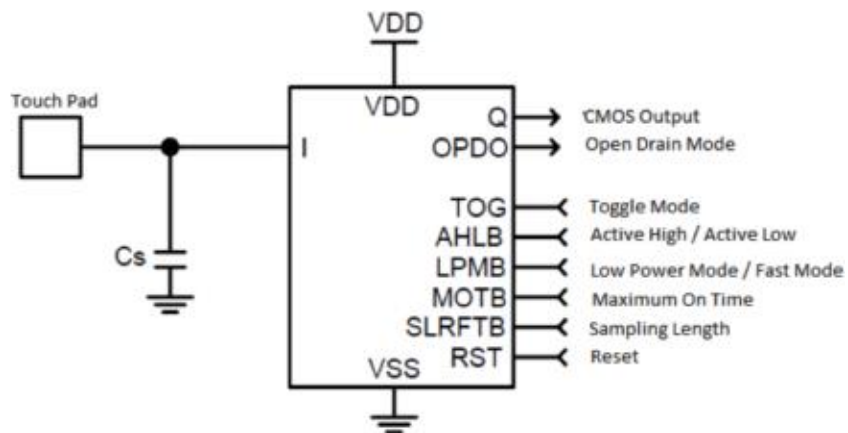 VDD
Touch Pad
VDD
Q CMOS Output
I
OPDO Open Drain Mode
TOG Toggle Mode
AHLB Active High / Active Low
Cs
LPMB Low Power Mode / Fast Mode
MOTB Maximum On Time
SLRFTB Sampling Length
RST Reset
VSS